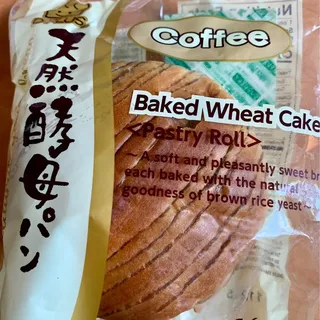 Coffee
天然酵母パン
Baked Wheat Cake
<Pastry Roll>
A soft and pleasantly sweet br
each baked with the natural
goodness of brown rice yeast